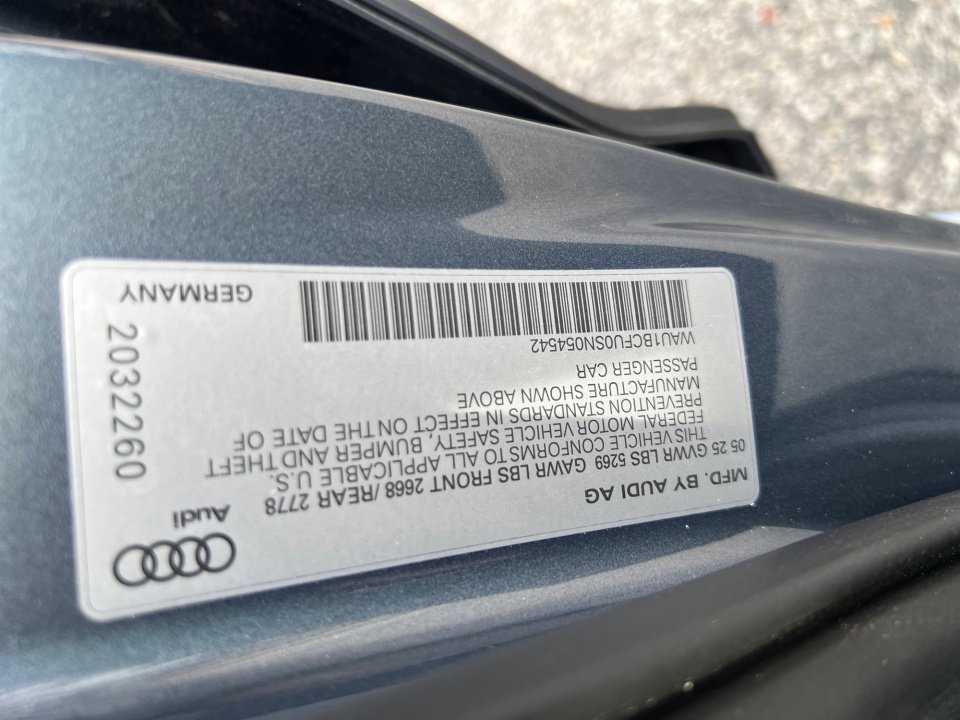 MFD. BY AUDI AG
05 25 GVWR LBS 5269 GAWR LBS FRONT 2668 /REAR 2778
THIS VEHICLE CONFORMS TO ALL APPLICABLE U.S.
FEDERAL MOTOR VEHICLE SAFETY, BUMPER AND THEFT
PREVENTION STANDARDS IN EFFECT ON THE DATE OF
MANUFACTURE SHOWN ABOVE
PASSENGER CAR
WAU1BCFU0SN054542
Audi
2032260
GERMANY